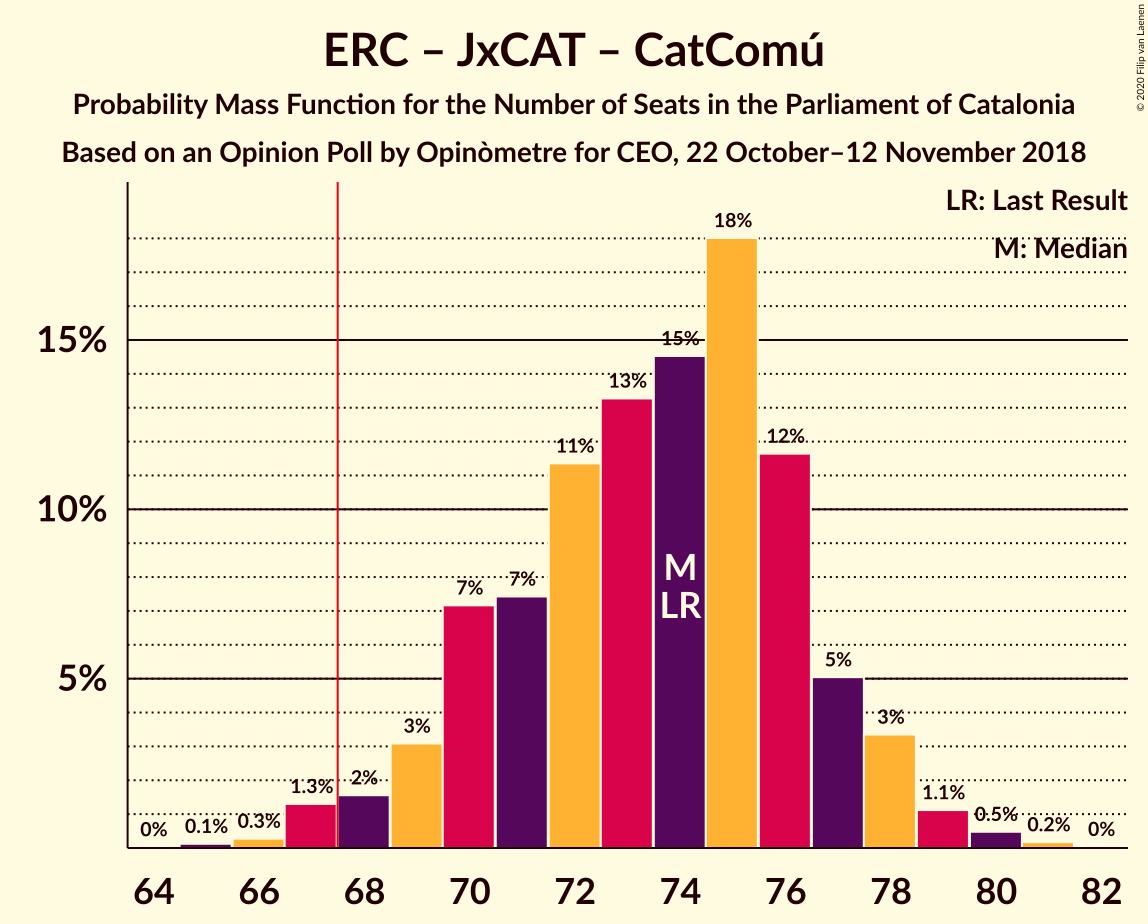 ERC – JxCAT – CatComú
Probability Mass Function for the Number of Seats in the Parliament of Catalonia
Based on an Opinion Poll by Opinòmetre for CEO, 22 October–12 November 2018
© 2020 Filip van Laenen
LR: Last Result
M: Median
15%
10%
5%
0%
0.1%
0.3%
1.3%
2%
3%
7%
7%
11%
13%
15%
18%
12%
5%
3%
1.1%
0.5%
0.2%
0%
M
LR
64 66 68 70 72 74 76 78 80 82